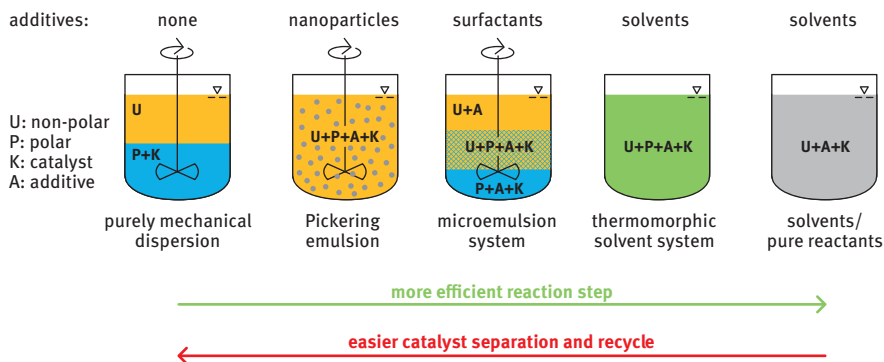 additives: none nanoparticles surfactants solvents solvents
U: non-polar
P: polar
K: catalyst
A: additive
U
P+K
U+P+A+K
U+A
U+P+A+K
P+A+K
U+P+A+K
U+A+K
purely mechanical
dispersion
Pickering
emulsion
microemulsion
system
thermomorphic
solvent system
solvents/
pure reactants
more efficient reaction step
easier catalyst separation and recycle